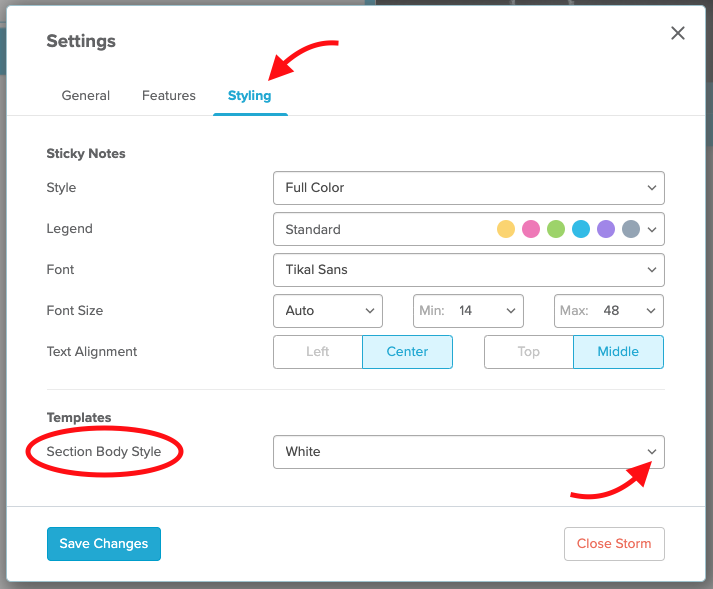 Settings
General Features Styling
Sticky Notes
Style Full Color
Legend Standard
Font Tikal Sans
Font Size Auto Min: 14 Max: 48
Text Alignment Left Center Top Middle
Templates
Section Body Style White
Save Changes Close Storm